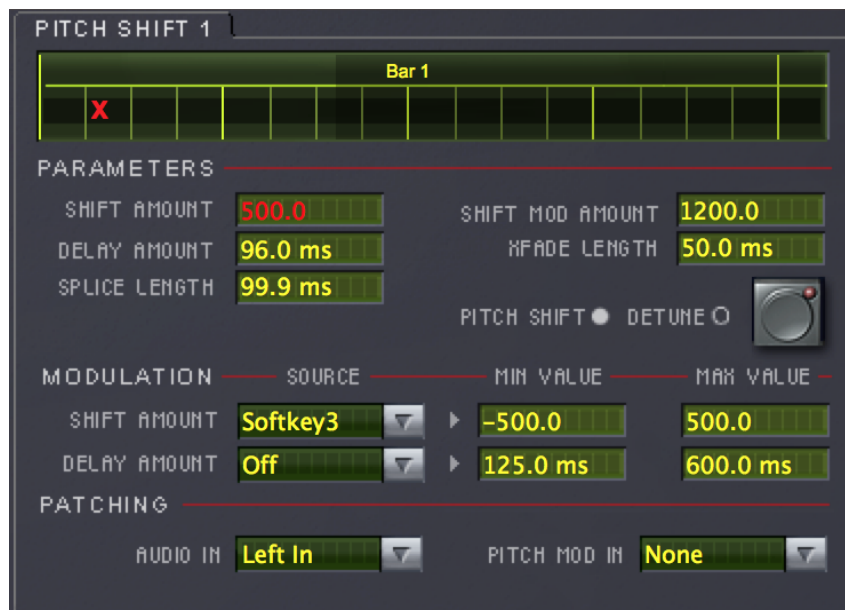 PITCH SHIFT 1
Bar 1
X
PARAMETERS
SHIFT AMOUNT 500.0 SHIFT MOD AMOUNT 1200.0
DELAY AMOUNT 96.0 ms XFADE LENGTH 50.0 ms
SPLICE LENGTH 99.9 ms
PITCH SHIFT DETUNE
MODULATION SOURCE MIN VALUE MAX VALUE
SHIFT AMOUNT Softkey3 -500.0 500.0
DELAY AMOUNT Off 125.0 ms 600.0 ms
PATCHING
AUDIO IN Left In PITCH MOD IN None